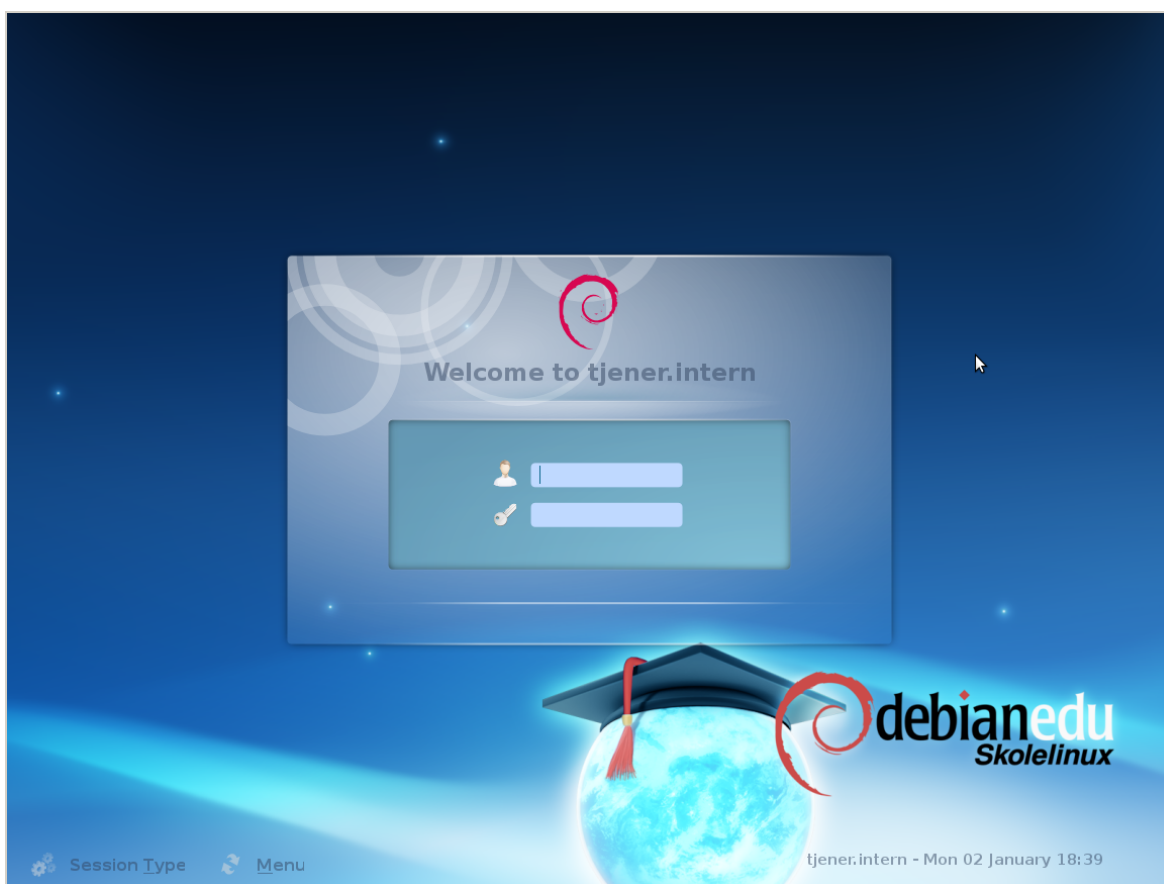 Welcome to tjener.intern
debianedu
Skolelinux
Session Type
Menu
tjener.intern - Mon 02 January 18:39